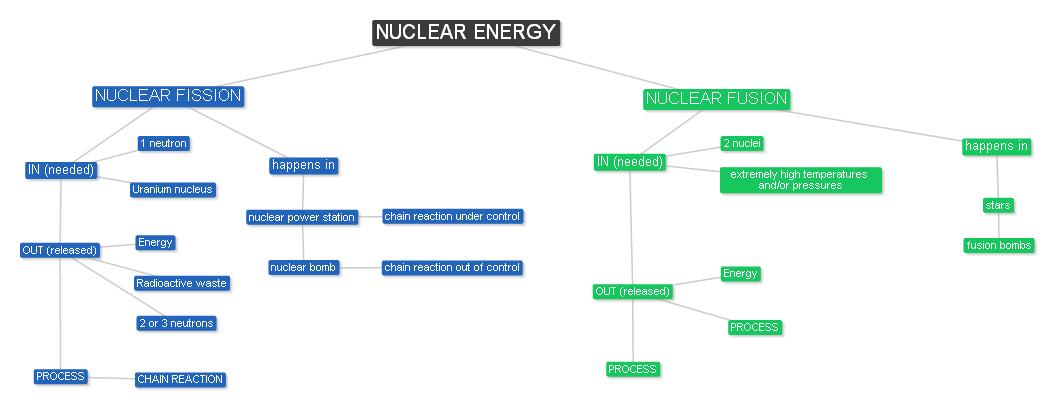 NUCLEAR ENERGY
NUCLEAR FISSION
IN (needed)
1 neutron
Uranium nucleus
OUT (released)
Energy
Radioactive waste
2 or 3 neutrons
PROCESS
CHAIN REACTION
happens in
nuclear power station
chain reaction under control
nuclear bomb
chain reaction out of control
NUCLEAR FUSION
IN (needed)
2 nuclei
extremely high temperatures
and/or pressures
OUT (released)
Energy
PROCESS
PROCESS
happens in
stars
fusion bombs